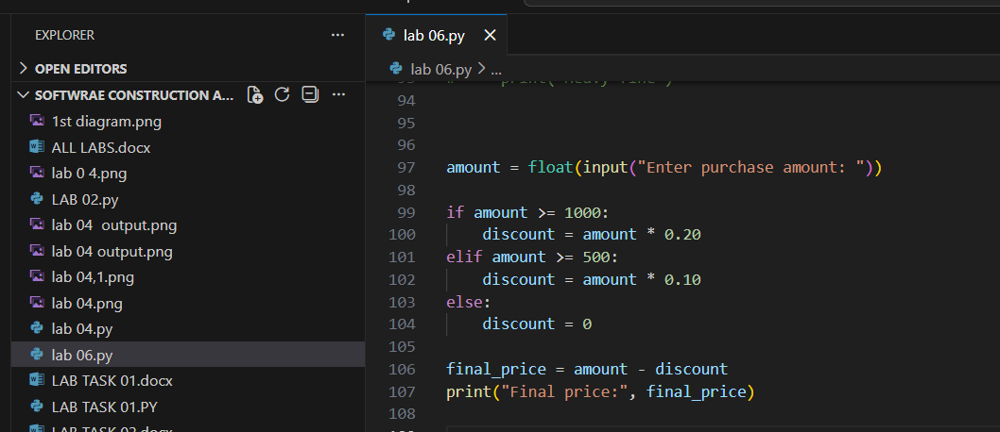 EXPLORER
OPEN EDITORS
SOFTWRAE CONSTRUCTION A...
1st diagram.png
ALL LABS.docx
lab 0 4.png
LAB 02.py
lab 04  output.png
lab 04 output.png
lab 04,1.png
lab 04.png
lab 04.py
lab 06.py
LAB TASK 01.docx
LAB TASK 01.PY
LAB TASK 02.docx
lab 06.py
lab 06.py > ...
94
95
96
97 amount = float(input("Enter purchase amount: "))
98
99 if amount >= 1000:
100     discount = amount * 0.20
101 elif amount >= 500:
102     discount = amount * 0.10
103 else:
104     discount = 0
105
106 final_price = amount - discount
107 print("Final price:", final_price)
108